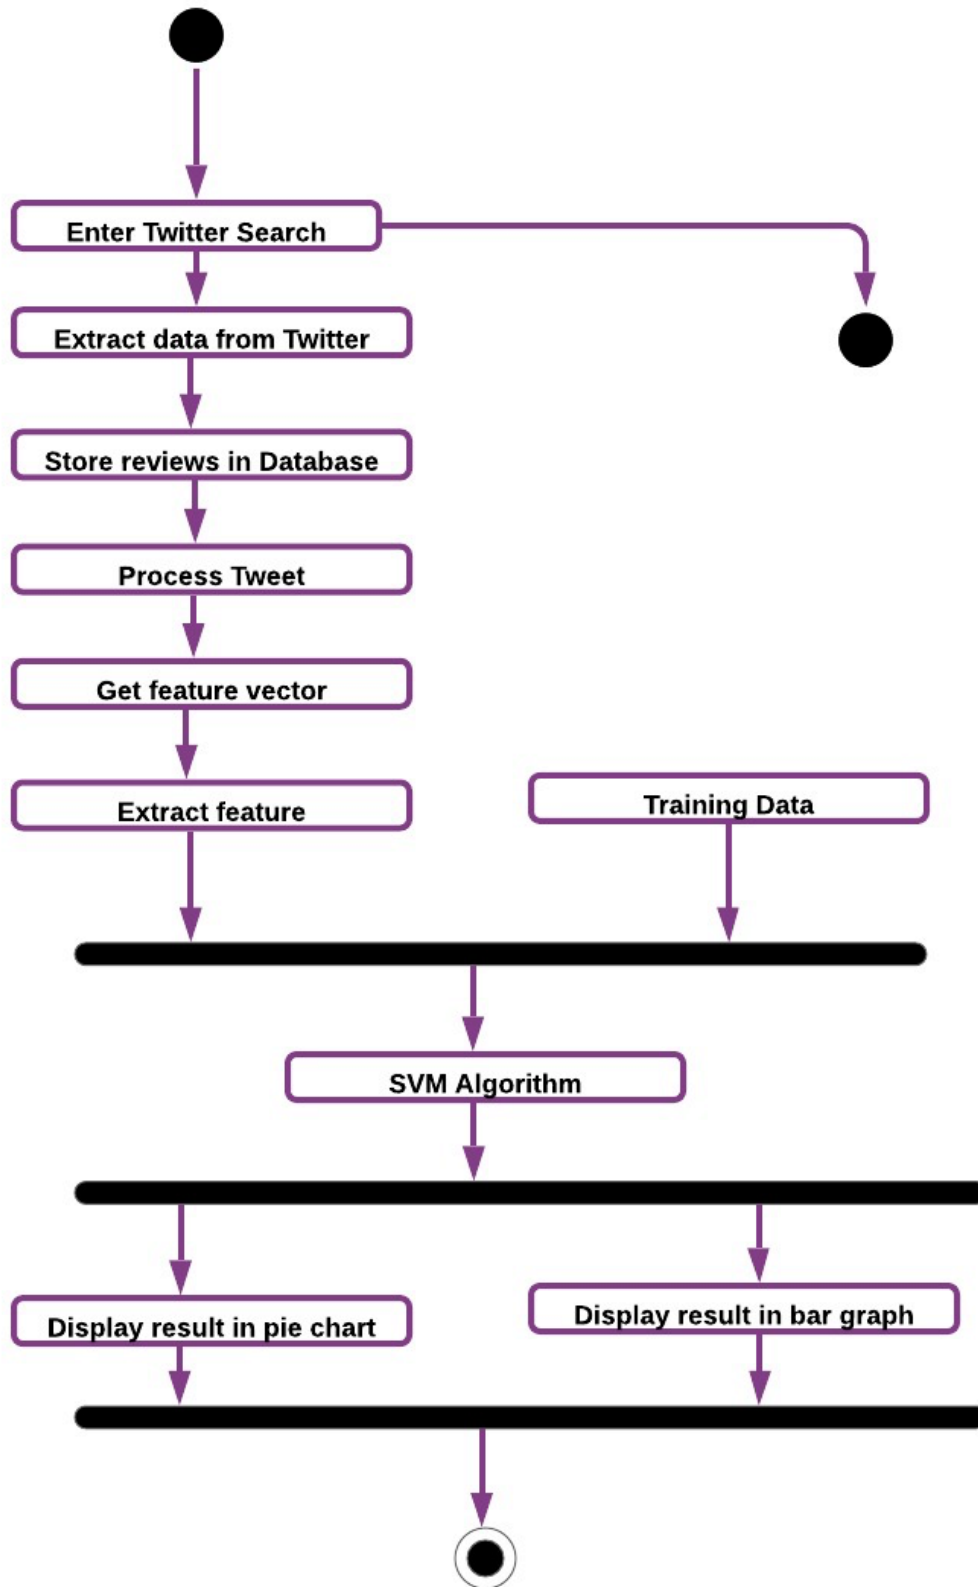 Enter Twitter Search
Extract data from Twitter
Store reviews in Database
Process Tweet
Get feature vector
Extract feature
Training Data
SVM Algorithm
Display result in pie chart
Display result in bar graph